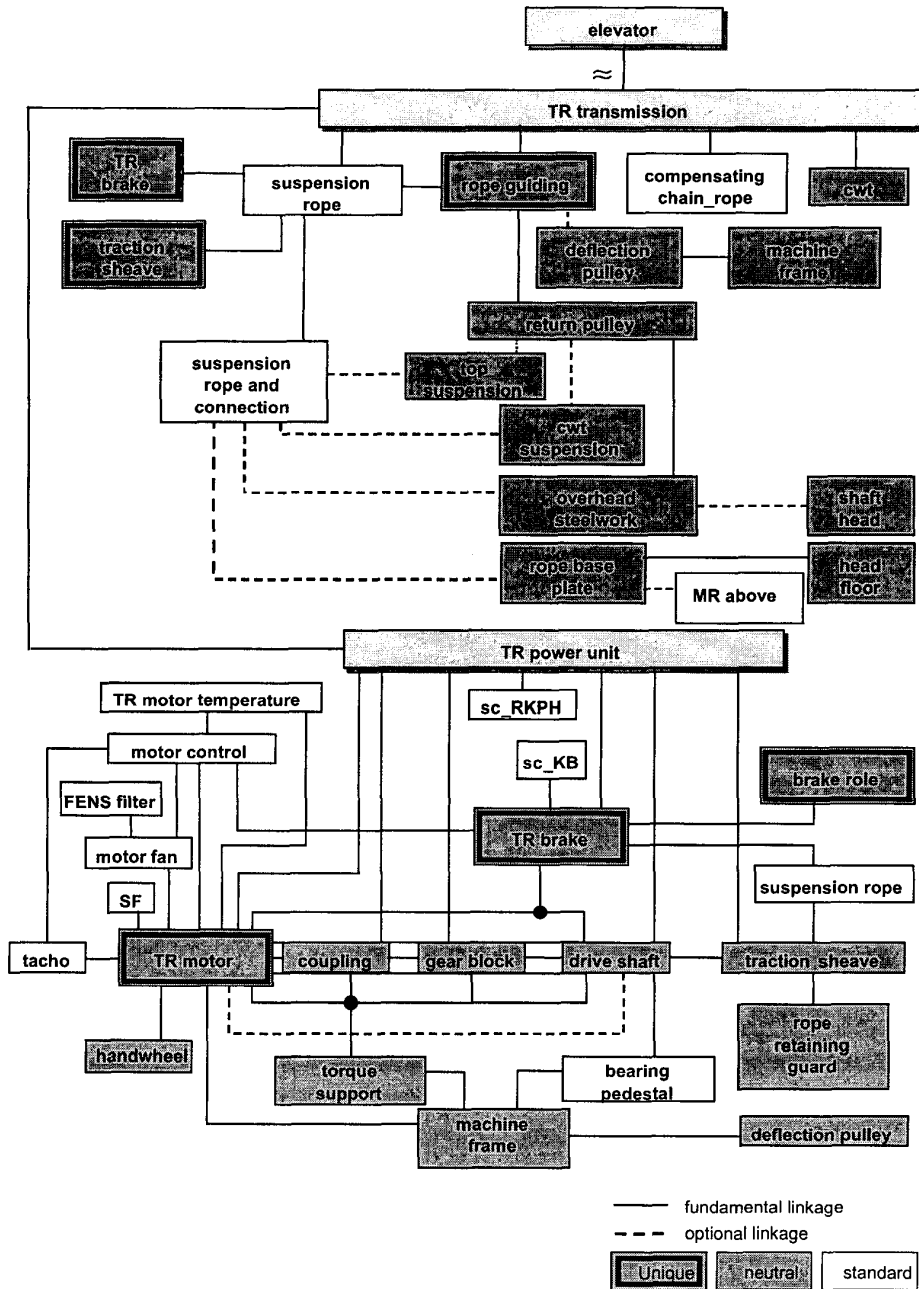 elevator
≈
TR transmission
TR
brake
suspension
rope
rope guiding
compensating
chain_rope
cwt
traction
sheave
deflection
pulley
machine
frame
return pulley
suspension
rope and
connection
top
suspension
cwt
suspension
overhead
steelwork
shaft
head
rope base
plate
head
floor
MR above
TR power unit
TR motor temperature
sc_RKPH
motor control
sc_KB
brake role
FENS filter
TR brake
motor fan
suspension rope
SF
tacho
TR motor
coupling
gear block
drive shaft
traction sheave
handwheel
torque
support
bearing
pedestal
rope
retaining
guard
machine
frame
deflection pulley
fundamental linkage
optional linkage
Unique
neutral
standard